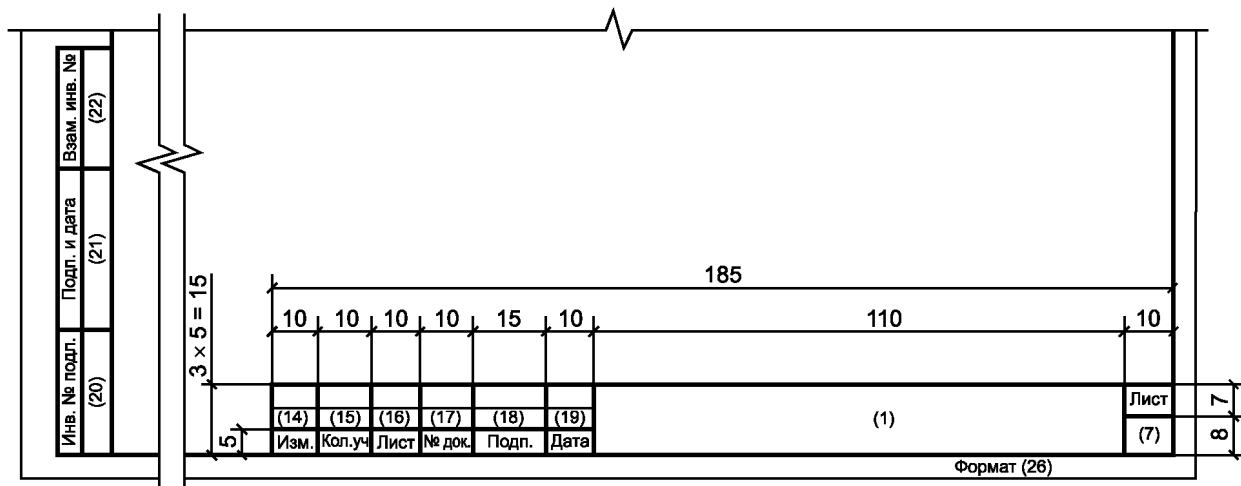 Взам. инв. №
(22)
Подп. и дата
(21)
Инв. № подл.
(20)
3 × 5 = 15
5
185
10 10 10 10 15 10 110 10
(14) (15) (16) (17) (18) (19)
Изм. Кол.уч Лист № док. Подп. Дата
(1)
Лист
(7)
7
8
Формат (26)